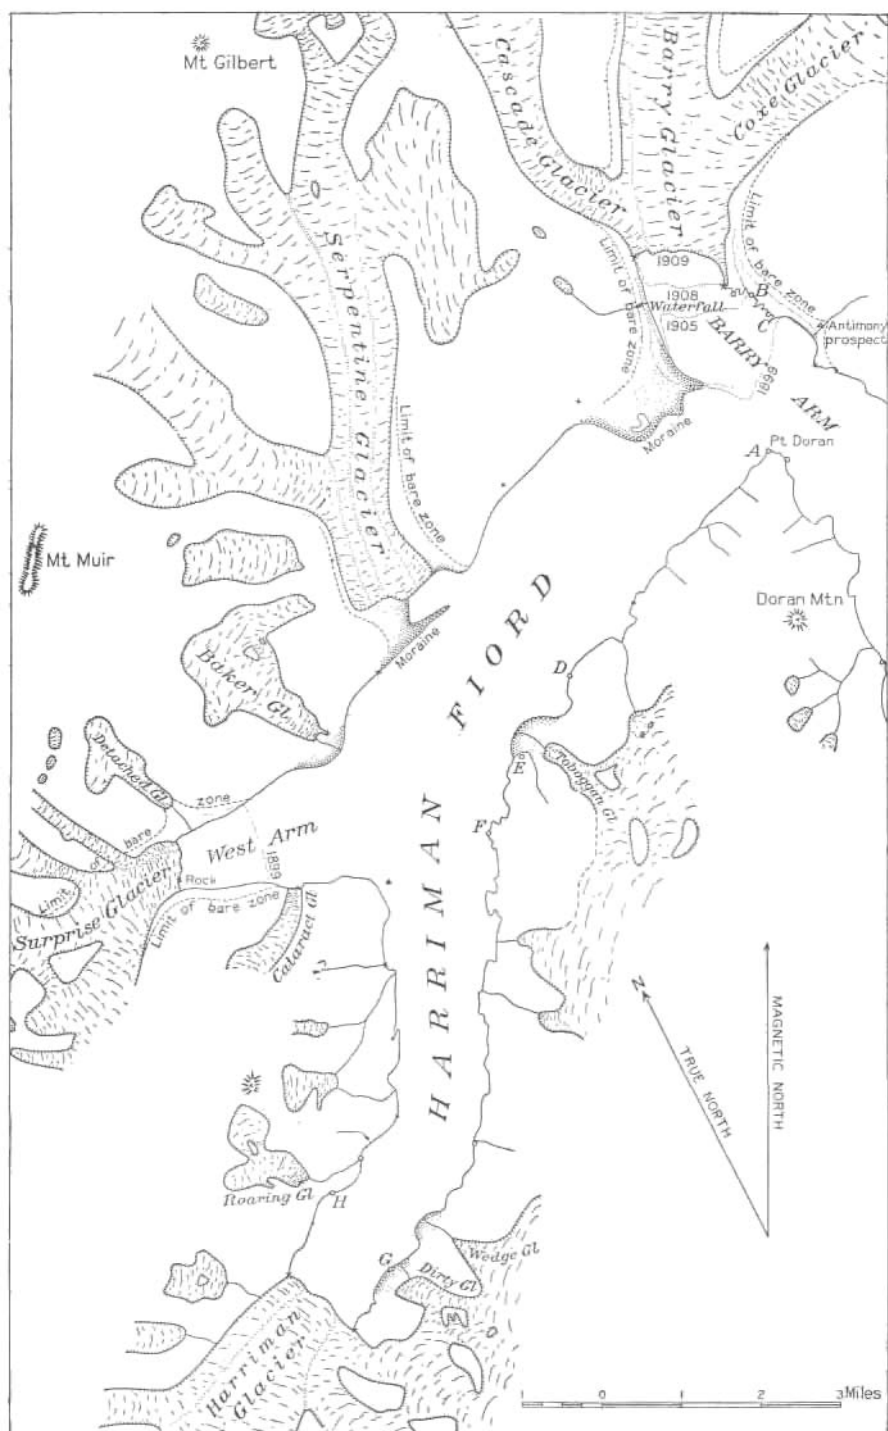 Mt Gilbert
Cascade Glacier
Barry Glacier
Coxe Glacier
Serpentine Glacier
Limit of bare zone
Limit of bare zone
1909
1908
Waterfall
1905
B
C
BARRY
ARM
1899
Antimony
prospect
Moraine
A
Pt Doran
Limit of bare zone
Mt Muir
Doran Mtn
Moraine
Baker Gl.
D
HARRIMAN FIORD
Detached Gl.
zone
bare
Limit of
West Arm
1899
E
Toboggan Gl
F
Rock
Surprise Glacier
Limit of bare zone
Cataract Gl
N
TRUE NORTH
MAGNETIC NORTH
Roaring Gl
H
G
Wedge Gl
Dirty Gl
Harriman
Glacier
1 0 1 2 3 Miles